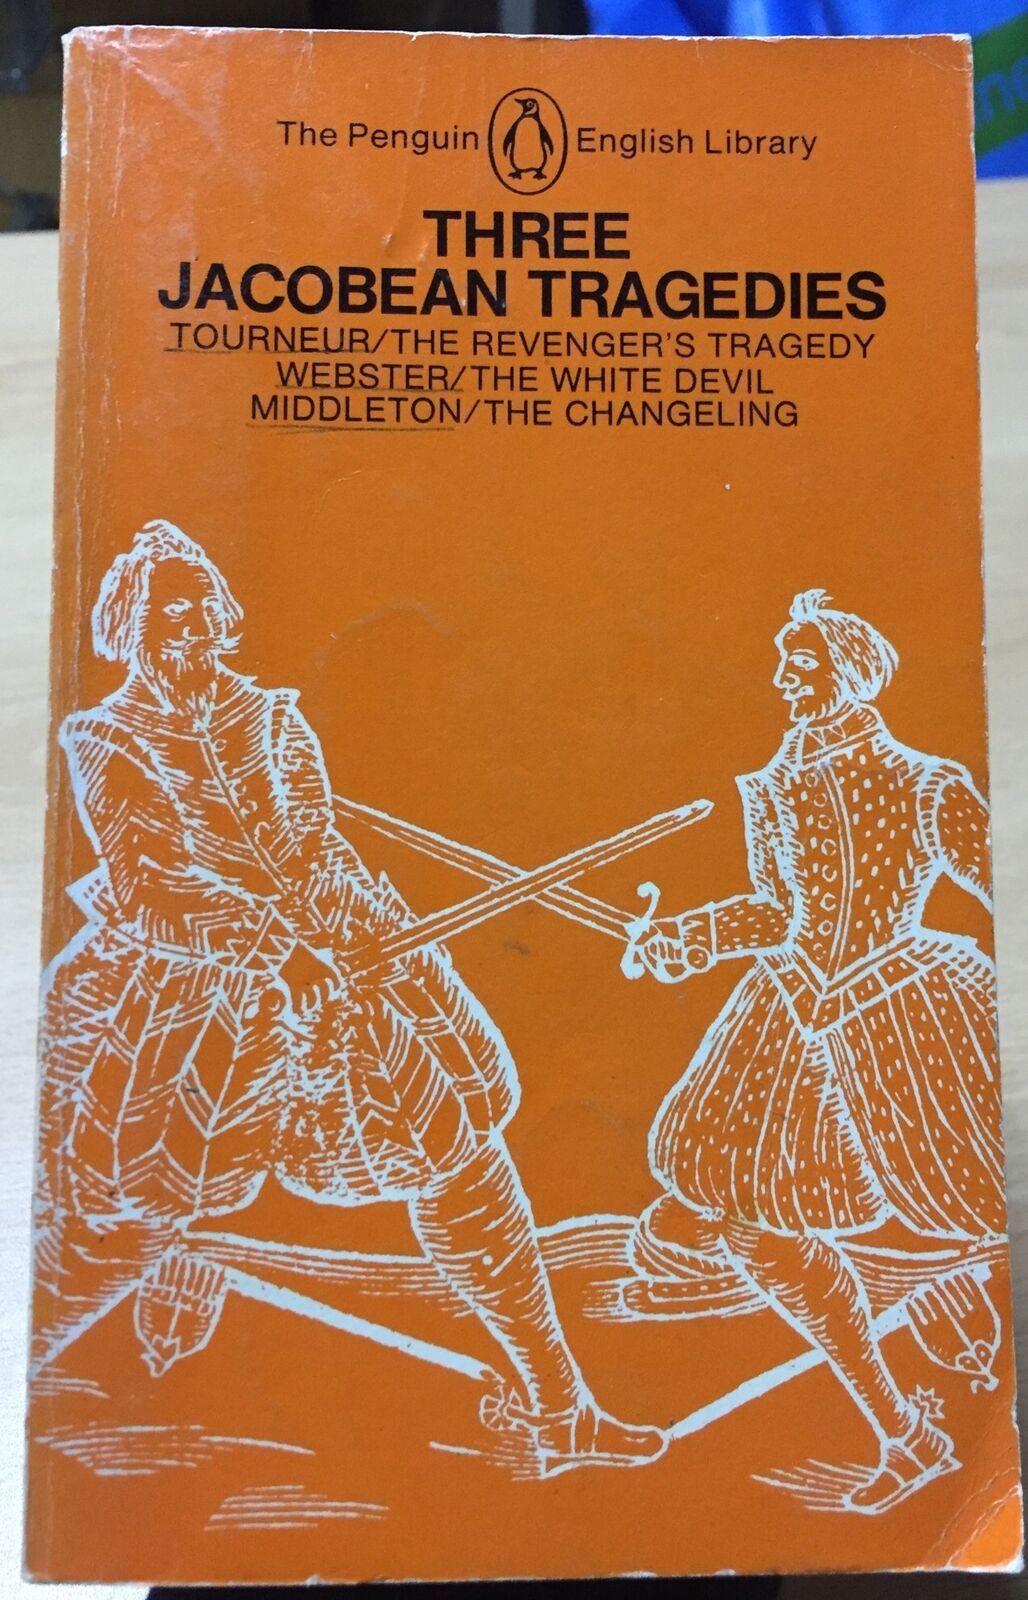 The Penguin English Library
THREE
JACOBEAN TRAGEDIES
TOURNEUR/THE REVENGER'S TRAGEDY
WEBSTER/THE WHITE DEVIL
MIDDLETON/THE CHANGELING